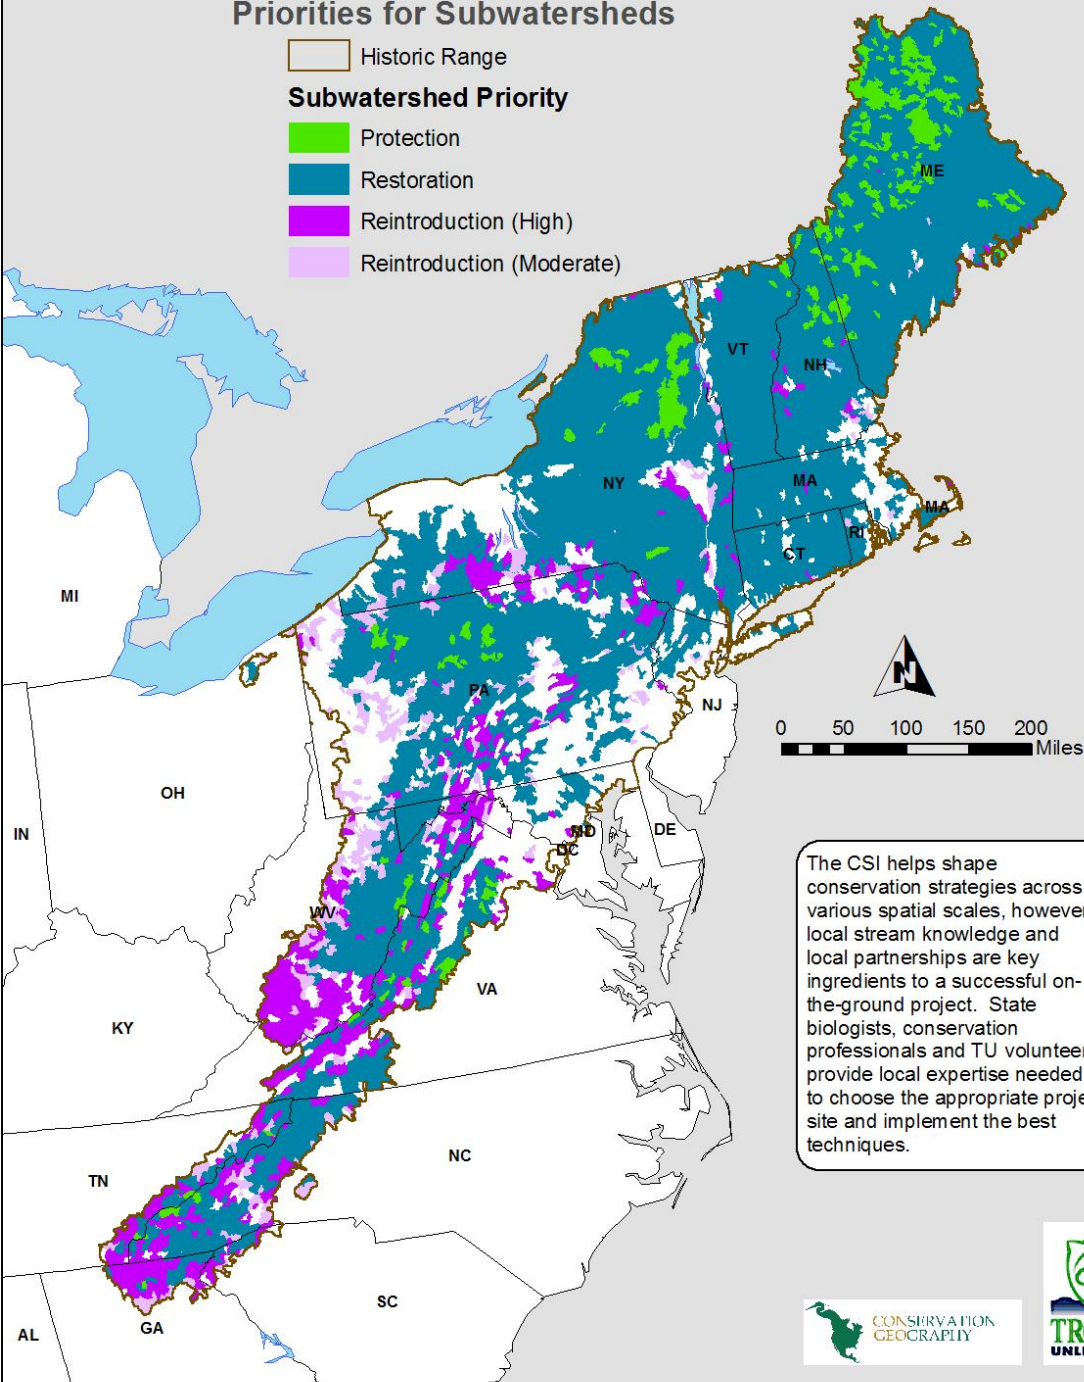 Priorities for Subwatersheds
Historic Range
Subwatershed Priority
Protection
Restoration
Reintroduction (High)
Reintroduction (Moderate)
ME
VT
NH
NY
MA
MA
RI
CT
MI
PA
NJ
N
0 50 100 150 200
Miles
OH
IN
MD
DC
DE
WV
VA
KY
The CSI helps shape
conservation strategies across
various spatial scales, however
local stream knowledge and
local partnerships are key
ingredients to a successful on-
the-ground project. State
biologists, conservation
professionals and TU volunteer
provide local expertise needed
to choose the appropriate proje
site and implement the best
techniques.
NC
TN
SC
GA
AL
CONSERVATION
GEOGRAPHY
TR
UNLI